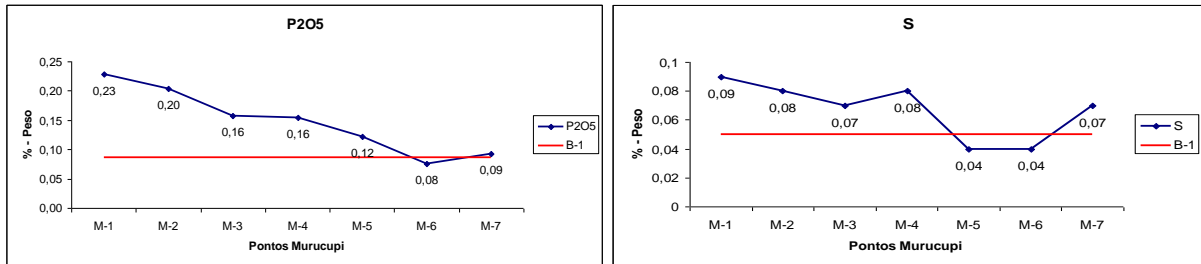 P2O5
0,25
0,20
0,15
0,10
0,05
0,00
% - Peso
0,23
0,20
0,16
0,16
0,12
0,08
0,09
M-1 M-2 M-3 M-4 M-5 M-6 M-7
Pontos Murucupi
P2O5
B-1
S
0,1
0,08
0,06
0,04
0,02
0
% - Peso
0,09
0,08
0,07
0,08
0,04
0,04
0,07
M-1 M-2 M-3 M-4 M-5 M-6 M-7
Pontos Murucupi
S
B-1